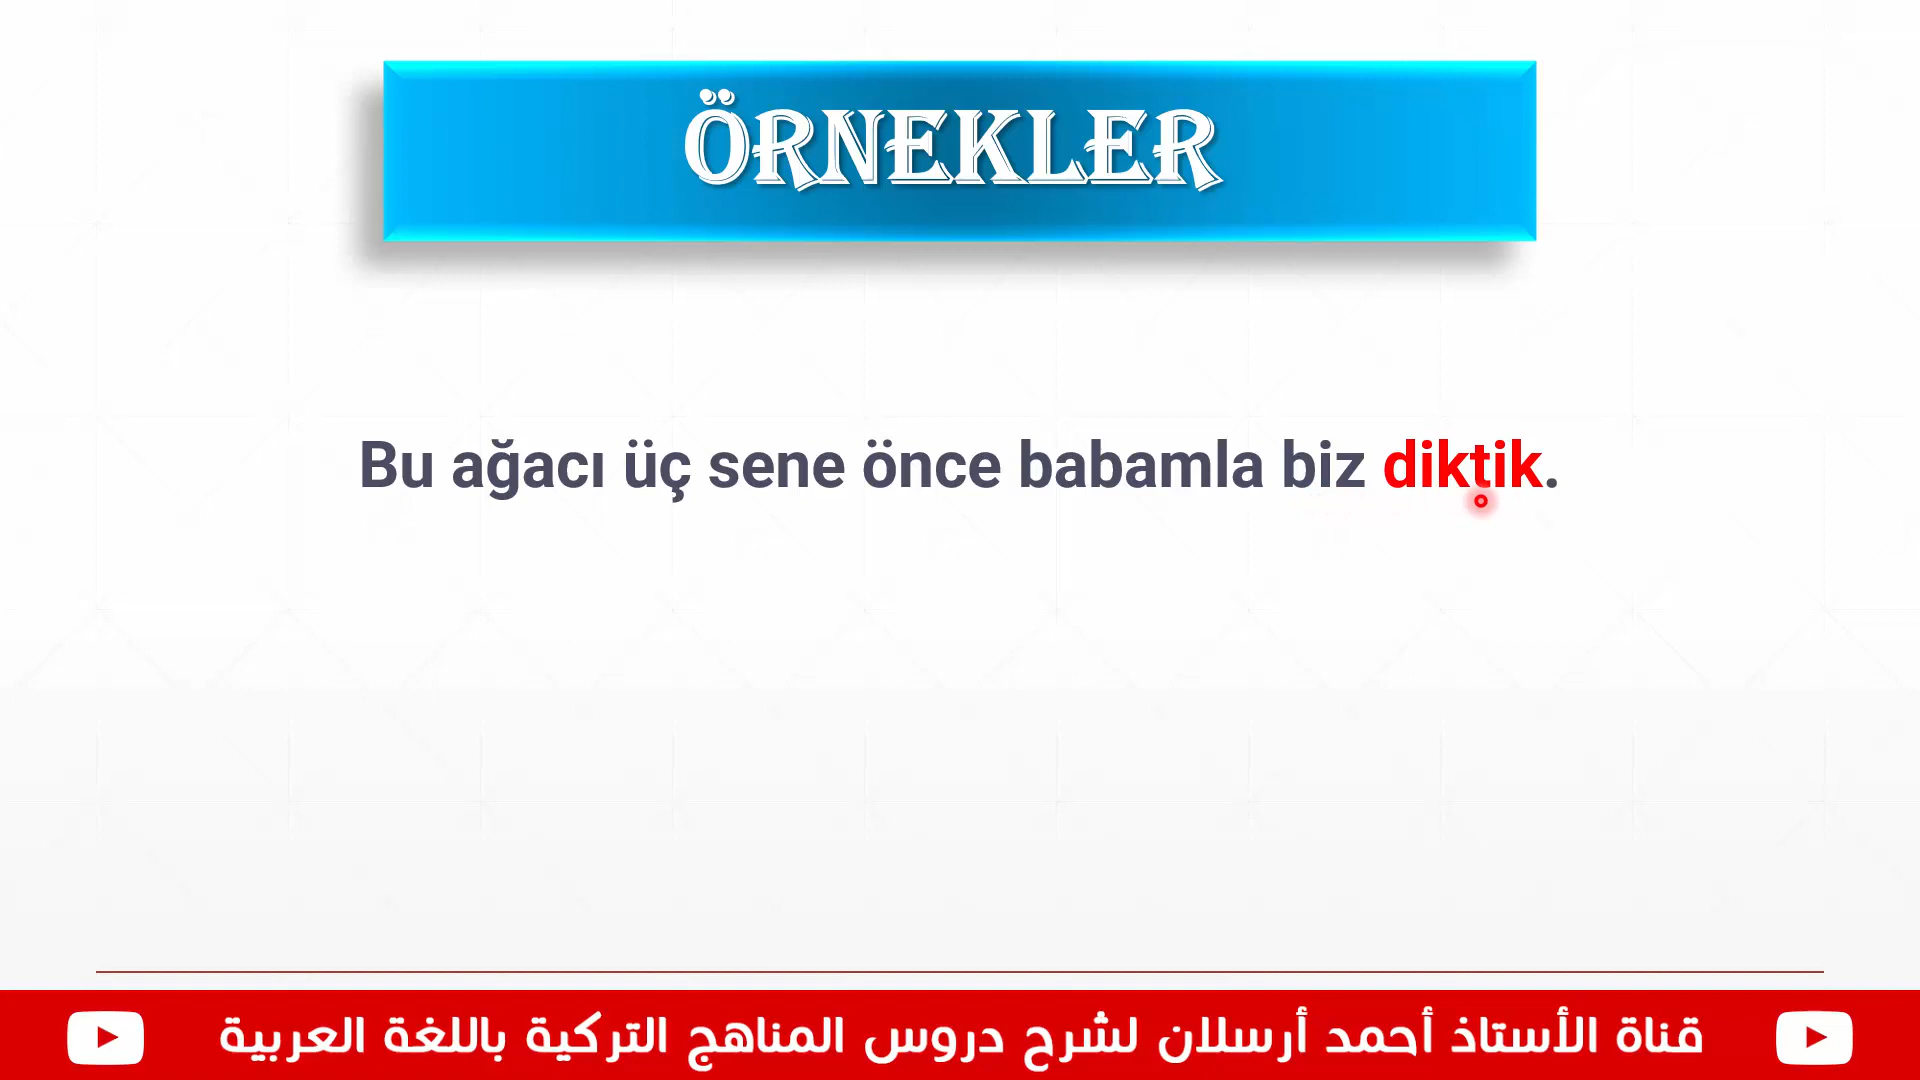 ÖRNEKLER
Bu ağacı üç sene önce babamla biz diktik.
قناة الأستاذ أحمد أرسلان لشرح دروس المناهج التركية باللغة العربية